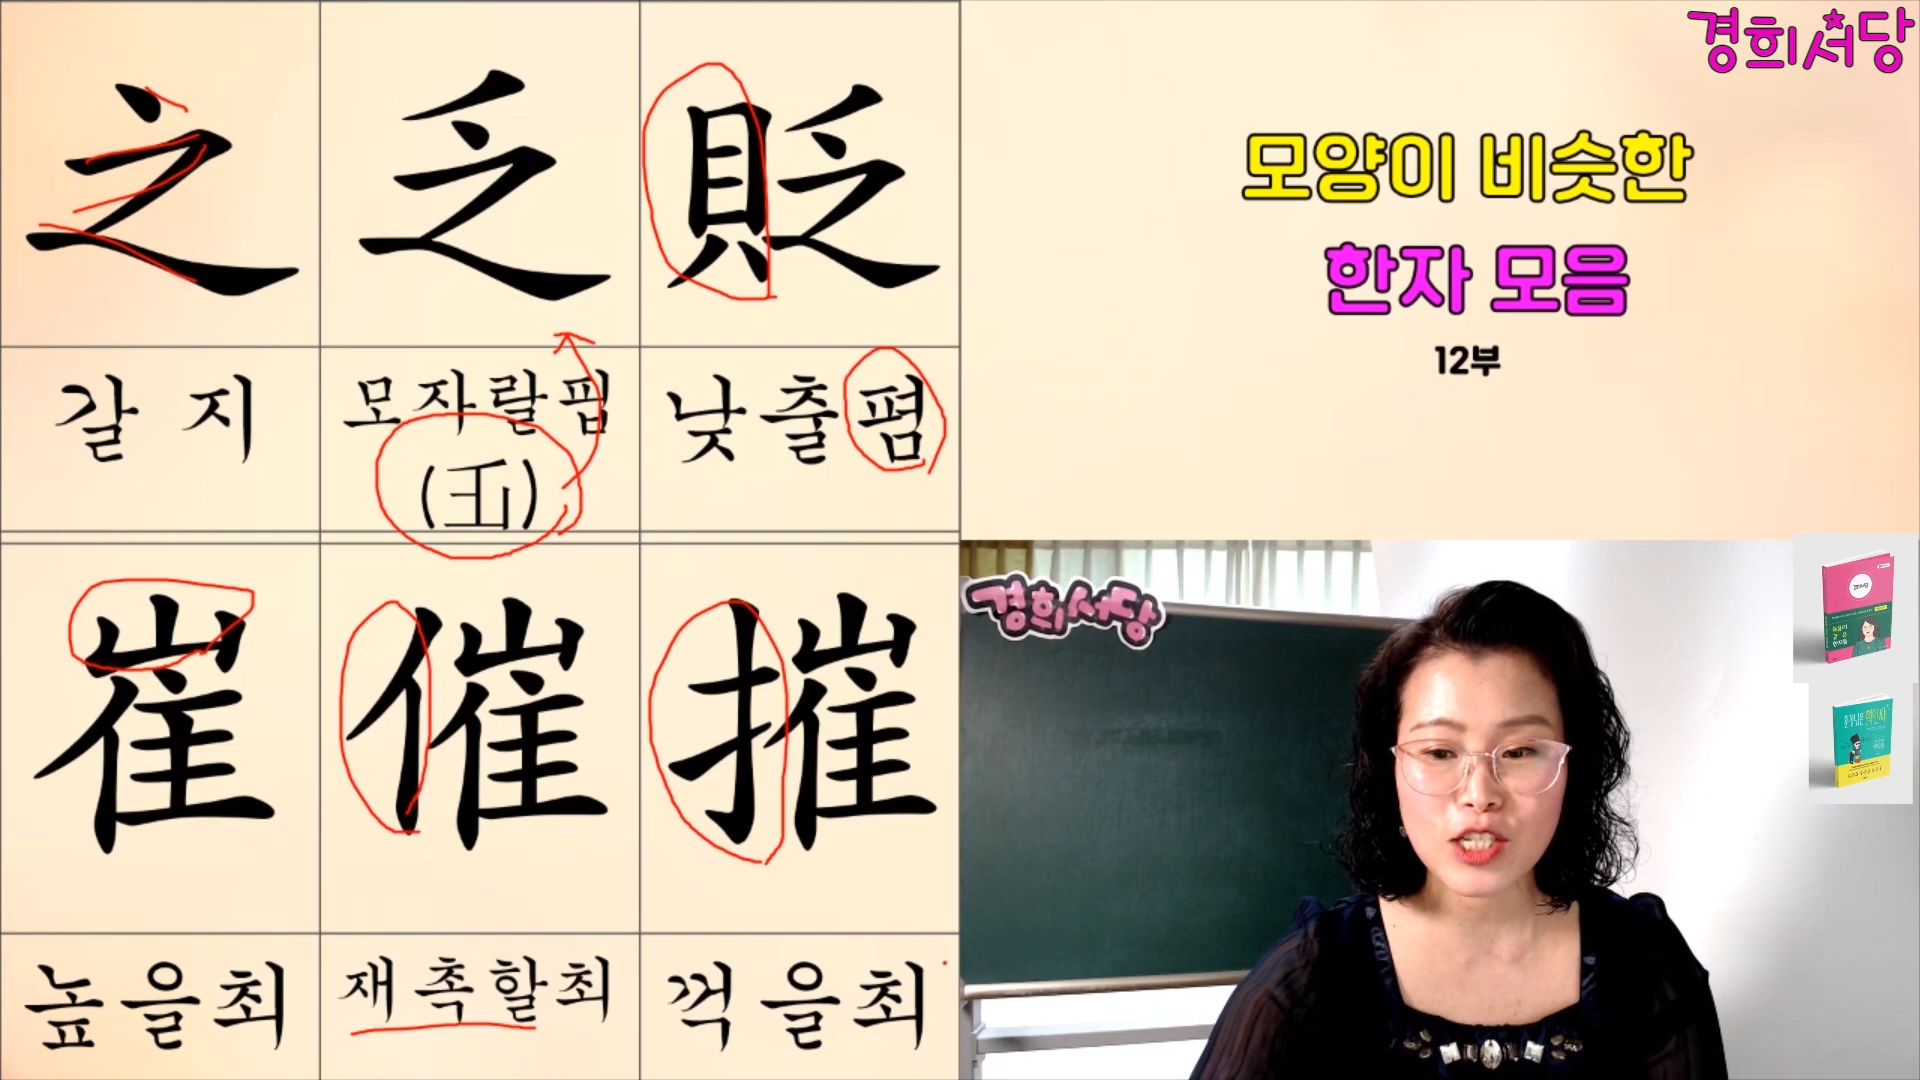 之 乏 貶
갈 지 모자랄핍 낮출폄
崔 催 摧
높을최 재촉할최 꺽을최
경희서당
모양이 비슷한
한자 모음
12부
경희서당